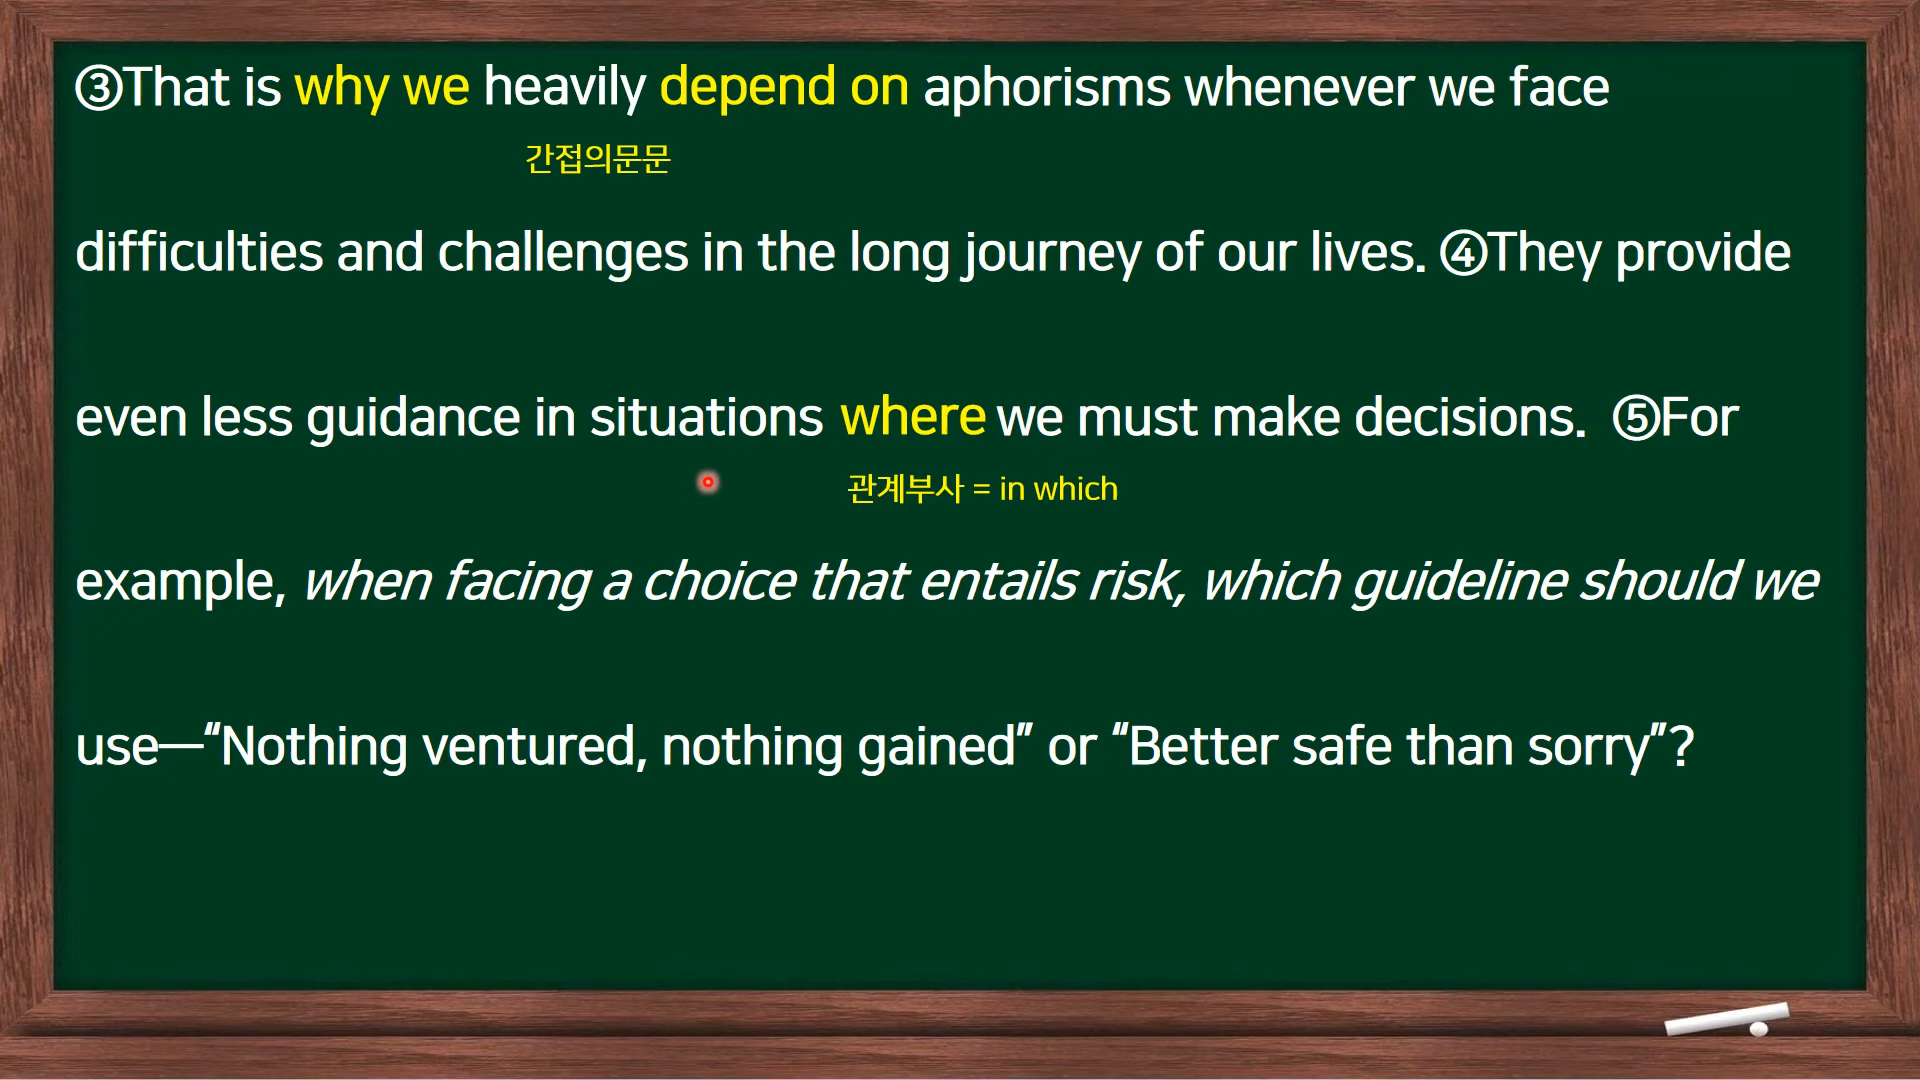 ③That is why we heavily depend on aphorisms whenever we face
간접의문문
difficulties and challenges in the long journey of our lives. ④They provide
even less guidance in situations where we must make decisions. ⑤For
관계부사 = in which
example, when facing a choice that entails risk, which guideline should we
use—“Nothing ventured, nothing gained” or “Better safe than sorry”?